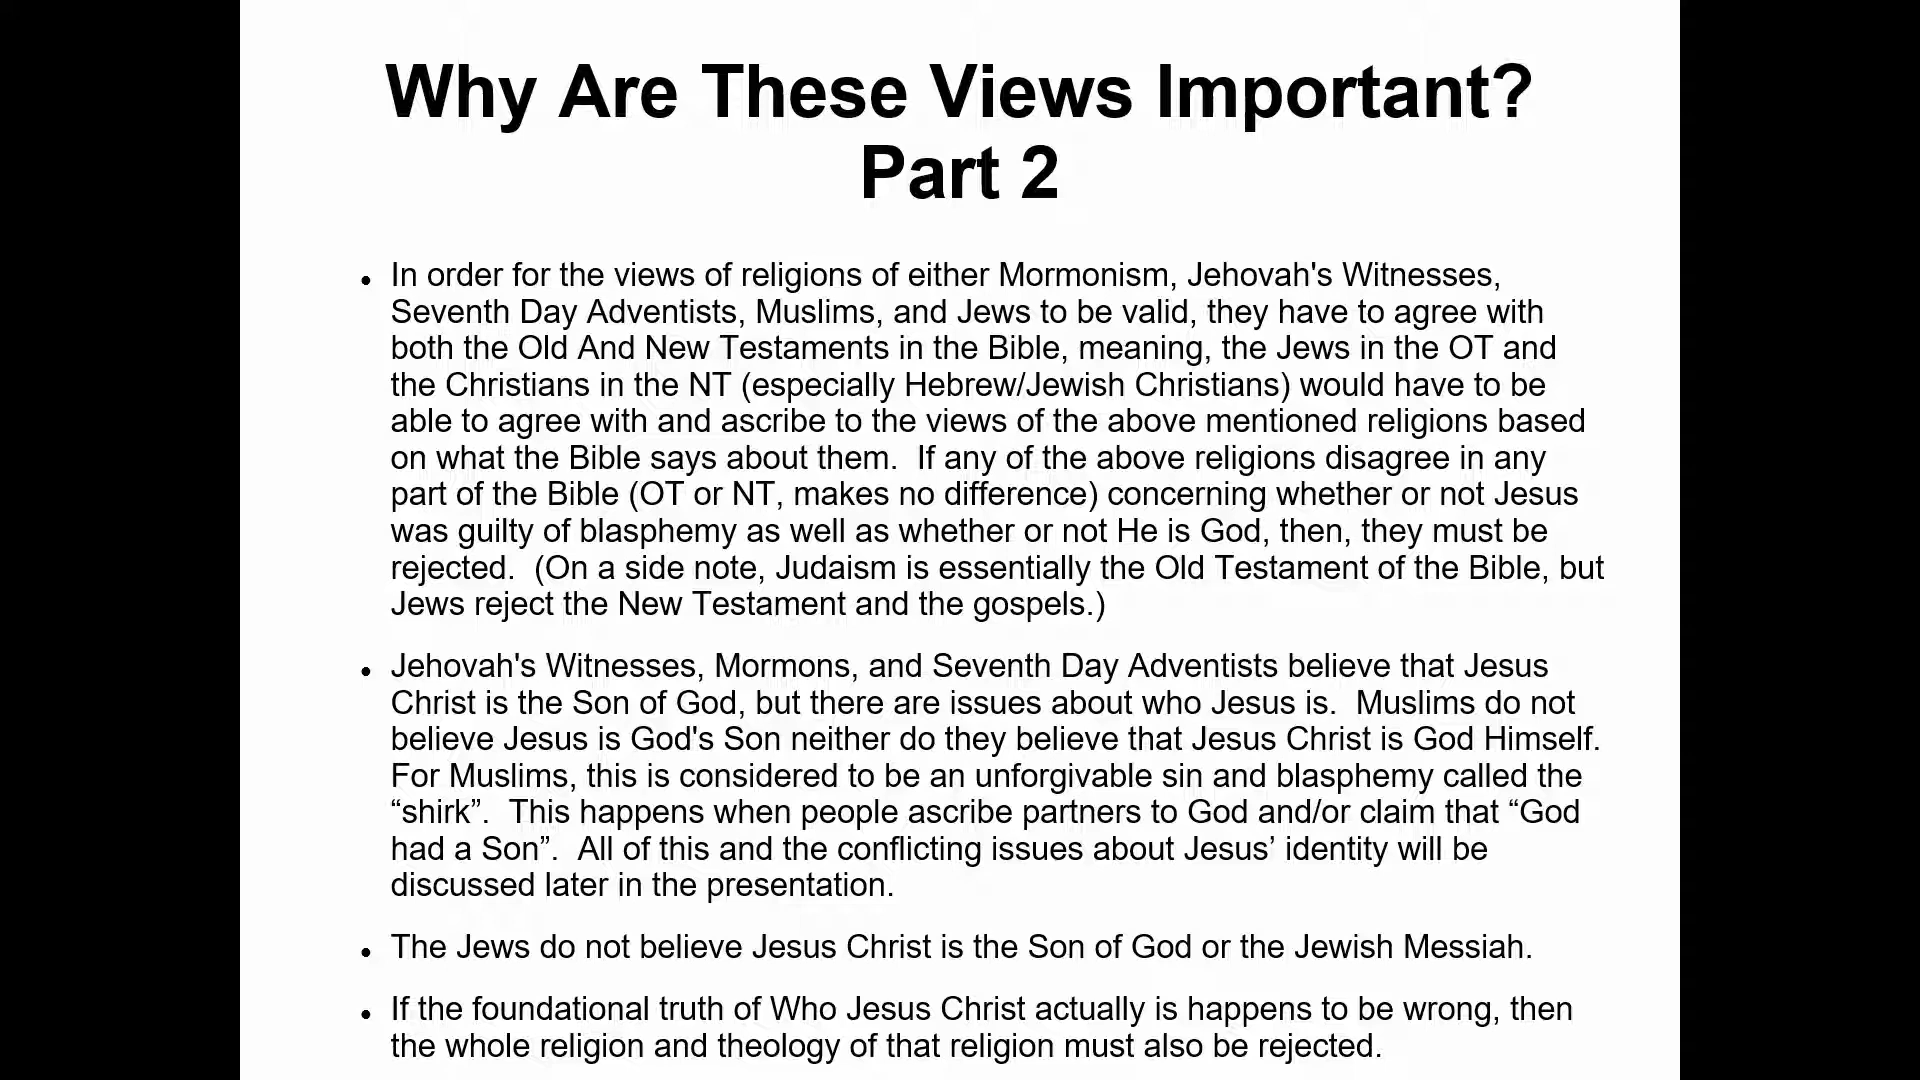 Why Are These Views Important?
Part 2
• In order for the views of religions of either Mormonism, Jehovah's Witnesses,
Seventh Day Adventists, Muslims, and Jews to be valid, they have to agree with
both the Old And New Testaments in the Bible, meaning, the Jews in the OT and
the Christians in the NT (especially Hebrew/Jewish Christians) would have to be
able to agree with and ascribe to the views of the above mentioned religions based
on what the Bible says about them.  If any of the above religions disagree in any
part of the Bible (OT or NT, makes no difference) concerning whether or not Jesus
was guilty of blasphemy as well as whether or not He is God, then, they must be
rejected.  (On a side note, Judaism is essentially the Old Testament of the Bible, but
Jews reject the New Testament and the gospels.)
• Jehovah's Witnesses, Mormons, and Seventh Day Adventists believe that Jesus
Christ is the Son of God, but there are issues about who Jesus is.  Muslims do not
believe Jesus is God's Son neither do they believe that Jesus Christ is God Himself.
For Muslims, this is considered to be an unforgivable sin and blasphemy called the
“shirk”.  This happens when people ascribe partners to God and/or claim that “God
had a Son”.  All of this and the conflicting issues about Jesus’ identity will be
discussed later in the presentation.
• The Jews do not believe Jesus Christ is the Son of God or the Jewish Messiah.
• If the foundational truth of Who Jesus Christ actually is happens to be wrong, then
the whole religion and theology of that religion must also be rejected.